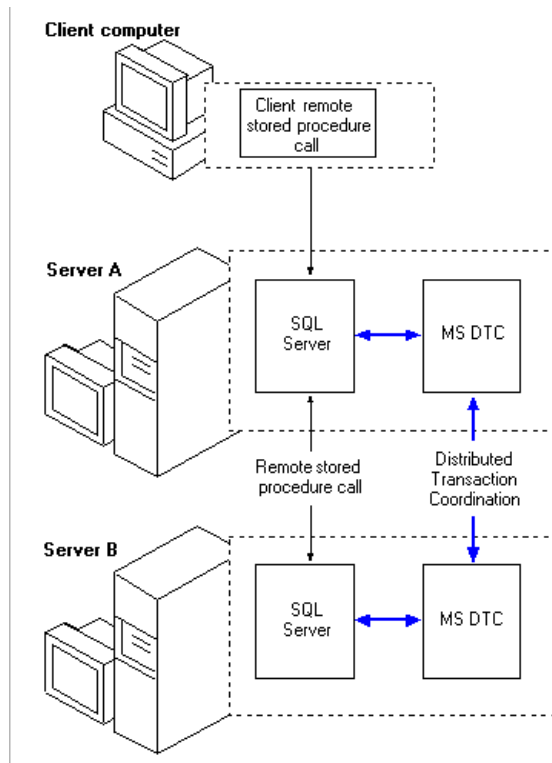 Client computer
Client remote
stored procedure
call
Server A
SQL
Server
MS DTC
Remote stored
procedure call
Distributed
Transaction
Coordination
Server B
SQL
Server
MS DTC